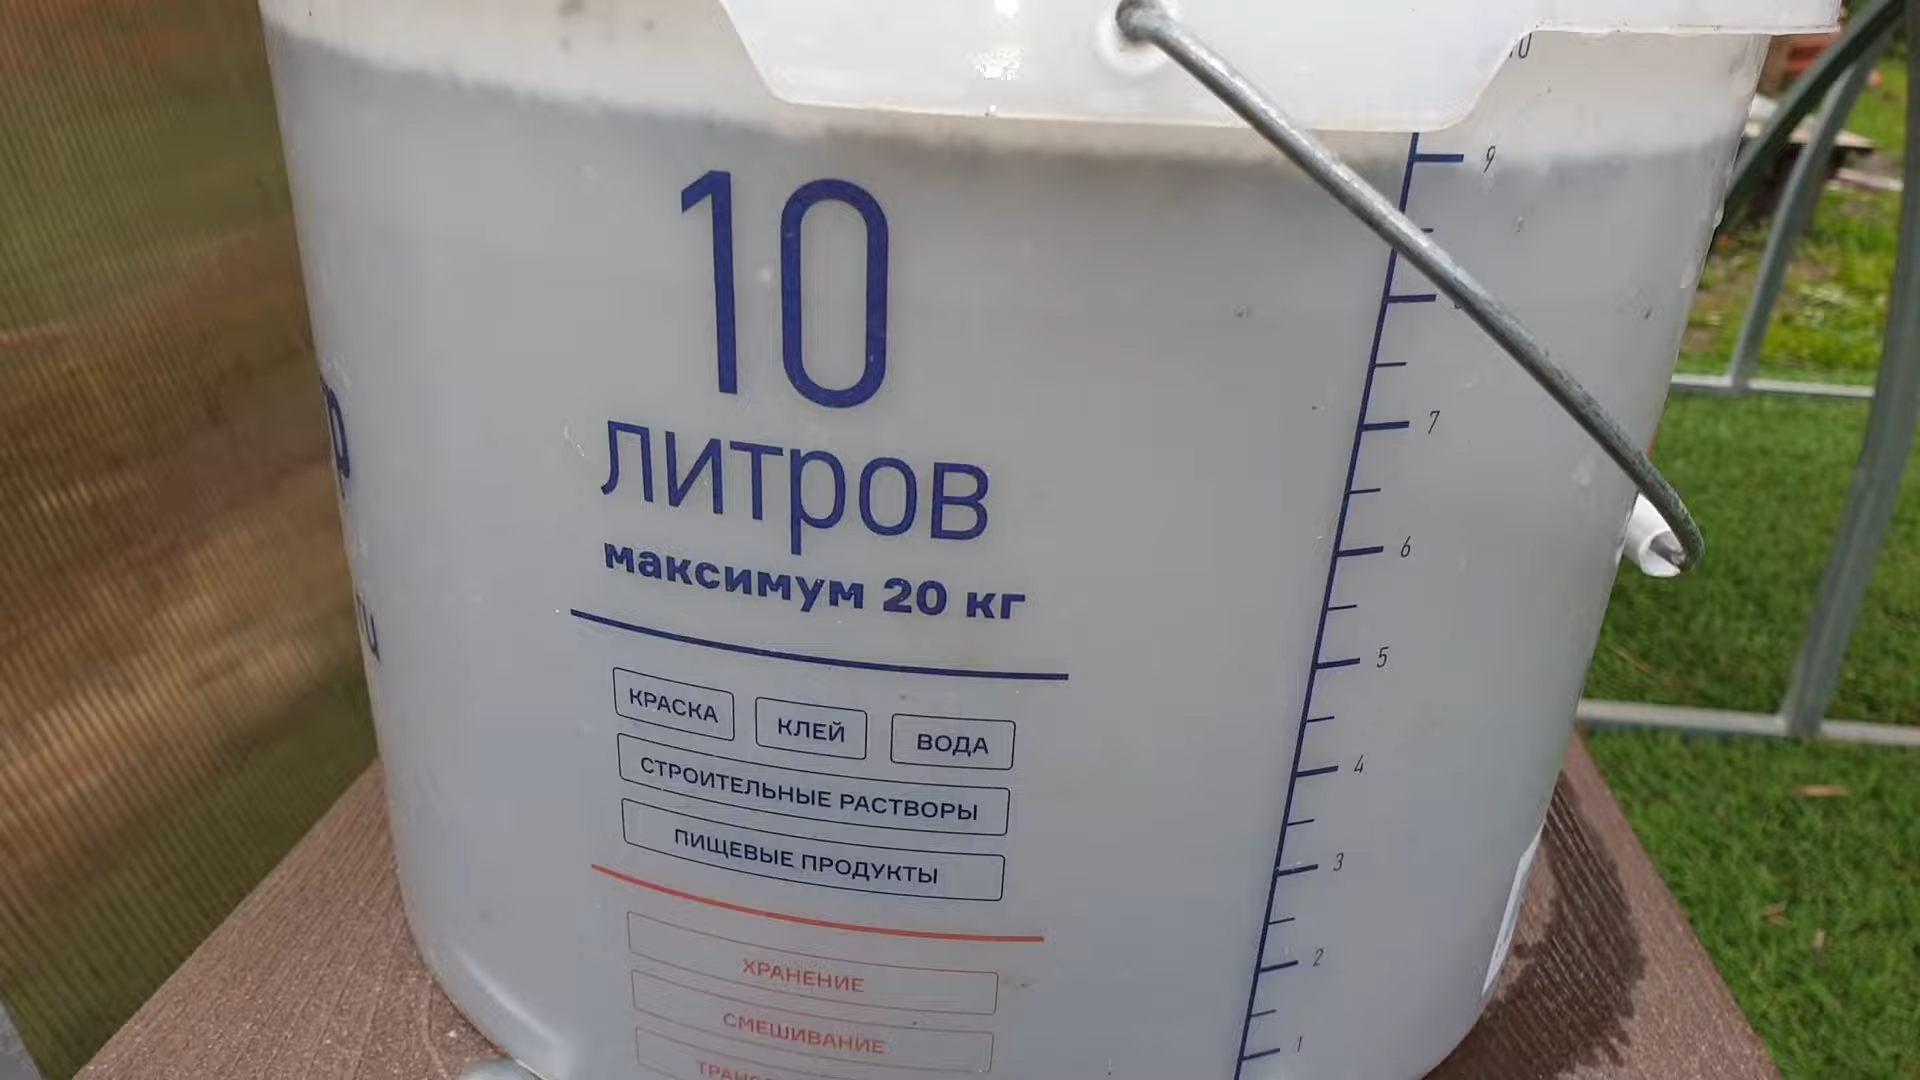 10
литров
максимум 20 кг
КРАСКА
КЛЕЙ
ВОДА
СТРОИТЕЛЬНЫЕ РАСТВОРЫ
ПИЩЕВЫЕ ПРОДУКТЫ
ХРАНЕНИЕ
СМЕШИВАНИЕ
10
9
7
6
5
4
3
2
1